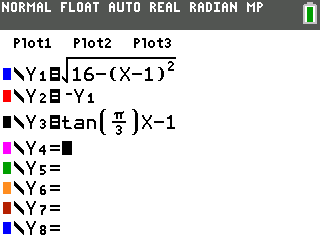 NORMAL FLOAT AUTO REAL RADIAN MP
Plot1 Plot2 Plot3
\Y₁=√16-(X-1)²
\Y₂=-Y₁
\Y₃=tan(π/3)X-1
\Y₄=
\Y₅=
\Y₆=
\Y₇=
\Y₈=